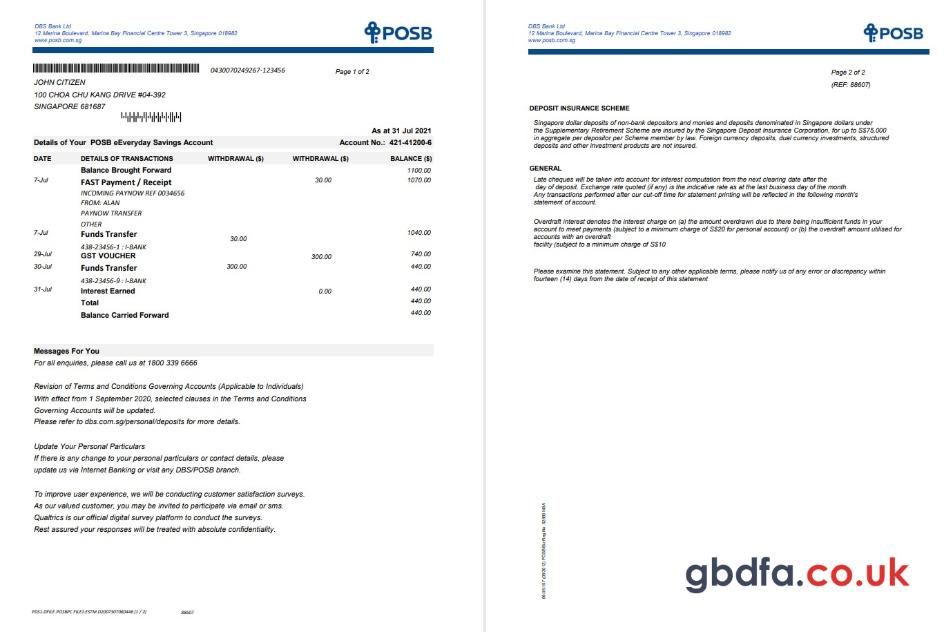 DBS Bank Ltd
12 Marina Boulevard, Marina Bay Financial Centre Tower 3, Singapore 018982
www.posb.com.sg
POSB
0430070249267-123456
Page 1 of 2
JOHN CITIZEN
100 CHOA CHU KANG DRIVE #04-392
SINGAPORE 681687
As at 31 Jul 2021
Details of Your POSB eEveryday Savings Account Account No.: 421-41200-6
DATE DETAILS OF TRANSACTIONS WITHDRAWAL ($) WITHDRAWAL ($) BALANCE ($)
Balance Brought Forward 1100.00
7-Jul FAST Payment / Receipt 30.00 1070.00
INCOMING PAYNOW REF 0034656
FROM: ALAN
PAYNOW TRANSFER
OTHER
7-Jul Funds Transfer 30.00 1040.00
438-23456-1 : I-BANK
29-Jul GST VOUCHER 300.00 740.00
30-Jul Funds Transfer 300.00 440.00
438-23456-9 : I-BANK
31-Jul Interest Earned 0.00 440.00
Total 440.00
Balance Carried Forward 440.00
Messages For You
For all enquiries, please call us at 1800 339 6666
Revision of Terms and Conditions Governing Accounts (Applicable to Individuals)
With effect from 1 September 2020, selected clauses in the Terms and Conditions
Governing Accounts will be updated.
Please refer to dbs.com.sg/personal/deposits for more details.
Update Your Personal Particulars
If there is any change to your personal particulars or contact details, please
update us via Internet Banking or visit any DBS/POSB branch.
To improve user experience, we will be conducting customer satisfaction surveys.
As our valued customer, you may be invited to participate via email or sms.
Qualtrics is our official digital survey platform to conduct the surveys.
Rest assured your responses will be treated with absolute confidentiality.
88607
DBS Bank Ltd
12 Marina Boulevard, Marina Bay Financial Centre Tower 3, Singapore 018982
www.posb.com.sg
POSB
Page 2 of 2
(REF: 88607)
DEPOSIT INSURANCE SCHEME
Singapore dollar deposits of non-bank depositors and monies and deposits denominated in Singapore dollars under
the Supplementary Retirement Scheme are insured by the Singapore Deposit Insurance Corporation, for up to S$75,000
in aggregate per depositor per Scheme member by law. Foreign currency deposits, dual currency investments, structured
deposits and other investment products are not insured.
GENERAL
Late cheques will be taken into account for interest computation from the next clearing date after the
day of deposit. Exchange rate quoted (if any) is the indicative rate as at the last business day of the month.
Any transactions performed after our cut-off time for statement printing will be reflected in the following month's
statement of account.
Overdraft interest denotes the interest charge on (a) the amount overdrawn due to there being insufficient funds in your
account to meet payments (subject to a minimum charge of S$20 for personal account) or (b) the overdraft amount utilised for
accounts with an overdraft
facility (subject to a minimum charge of S$10
Please examine this statement. Subject to any other applicable terms, please notify us of any error or discrepancy within
fourteen (14) days from the date of receipt of this statement
gbdfa.co.uk